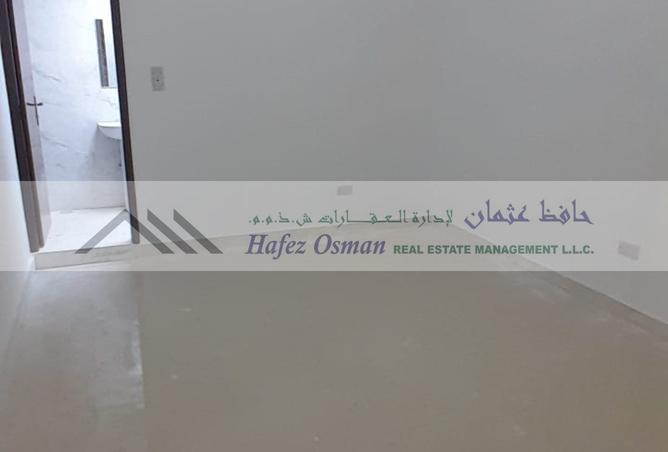 حافظ عثمان لإدارة العقارات ش.ذ.م.م.
Hafez Osman REAL ESTATE MANAGEMENT L.L.C.